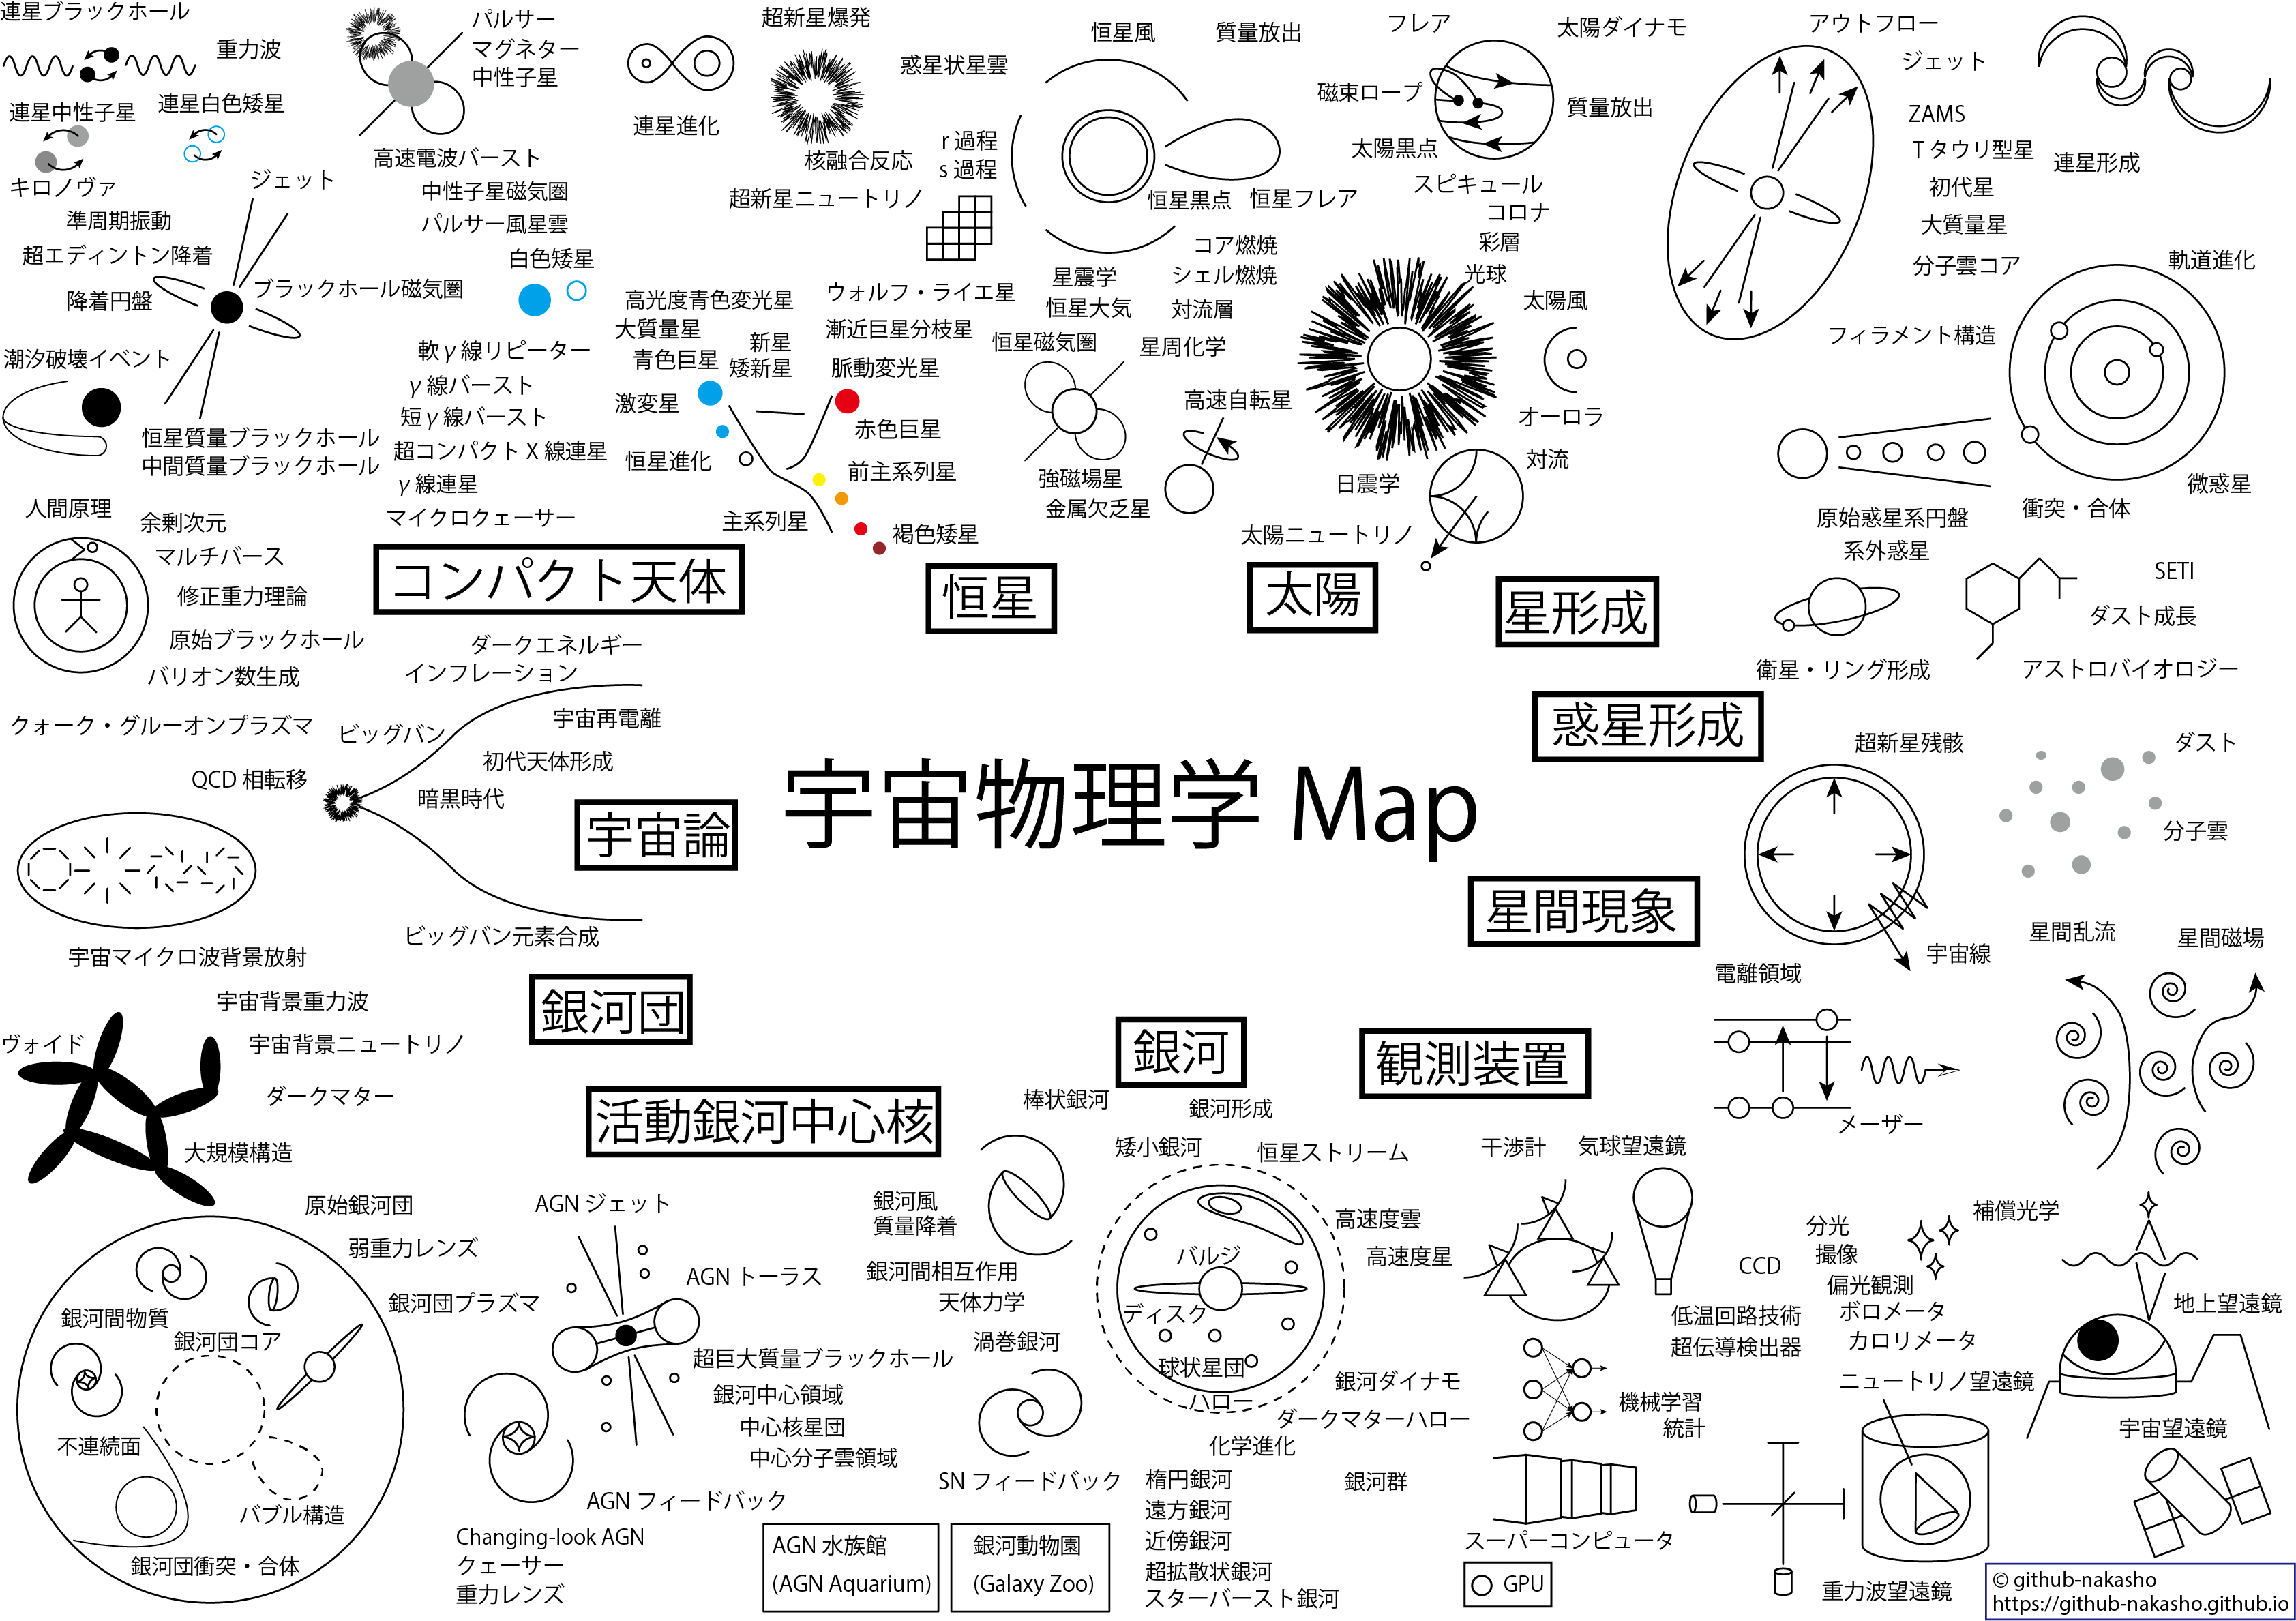 連星ブラックホール
重力波
連星中性子星
連星白色矮星
キロノヴァ
パルサー
マグネター
中性子星
高速電波バースト
中性子星磁気圏
パルサー風星雲
ジェット
準周期振動
超エディントン降着
降着円盤
ブラックホール磁気圏
潮汐破壊イベント
恒星質量ブラックホール
中間質量ブラックホール
白色矮星
軟γ線リピーター
γ線バースト
短γ線バースト
超コンパクトX線連星
γ線連星
マイクロクェーサー
コンパクト天体
連星進化
超新星爆発
惑星状星雲
核融合反応
超新星ニュートリノ
r 過程
s 過程
高光度青色変光星
大質量星
青色巨星
新星
矮新星
ウォルフ・ライエ星
漸近巨星分枝星
脈動変光星
激変星
赤色巨星
恒星進化
前主系列星
主系列星
褐色矮星
恒星風
質量放出
恒星黒点
恒星フレア
コア燃焼
シェル燃焼
対流層
星震学
恒星大気
恒星磁気圏
星周化学
高速自転星
強磁場星
金属欠乏星
恒星
フレア
太陽ダイナモ
磁束ロープ
質量放出
太陽黒点
スピキュール
コロナ
彩層
光球
太陽風
オーロラ
対流
日震学
太陽ニュートリノ
太陽
アウトフロー
ジェット
ZAMS
Tタウリ型星
初代星
大質量星
分子雲コア
フィラメント構造
連星形成
星形成
軌道進化
微惑星
衝突・合体
原始惑星系円盤
系外惑星
SETI
ダスト成長
衛星・リング形成
アストロバイオロジー
惑星形成
人間原理
余剰次元
マルチバース
修正重力理論
原始ブラックホール
バリオン数生成
クォーク・グルーオンプラズマ
QCD 相転移
ダークエネルギー
インフレーション
ビッグバン
宇宙再電離
初代天体形成
暗黒時代
ビッグバン元素合成
宇宙論
宇宙マイクロ波背景放射
宇宙背景重力波
宇宙背景ニュートリノ
ヴォイド
ダークマター
大規模構造
宇宙物理学 Map
超新星残骸
ダスト
分子雲
宇宙線
星間乱流
星間磁場
電離領域
メーザー
星間現象
銀河団
原始銀河団
弱重力レンズ
銀河団プラズマ
銀河間物質
銀河団コア
不連続面
バブル構造
銀河団衝突・合体
活動銀河中心核
AGN ジェット
AGN トーラス
超巨大質量ブラックホール
銀河中心領域
中心核星団
中心分子雲領域
AGN フィードバック
Changing-look AGN
クェーサー
重力レンズ
AGN 水族館
(AGN Aquarium)
銀河動物園
(Galaxy Zoo)
銀河
棒状銀河
銀河形成
矮小銀河
恒星ストリーム
銀河風
質量降着
高速度雲
高速度星
バルジ
ディスク
球状星団
ハロー
銀河間相互作用
天体力学
渦巻銀河
銀河ダイナモ
ダークマターハロー
化学進化
SN フィードバック
楕円銀河
遠方銀河
近傍銀河
超拡散状銀河
スターバースト銀河
銀河群
観測装置
干渉計
気球望遠鏡
CCD
分光
撮像
偏光観測
ボロメータ
カロリメータ
補償光学
低温回路技術
超伝導検出器
地上望遠鏡
ニュートリノ望遠鏡
機械学習
統計
宇宙望遠鏡
スーパーコンピュータ
GPU
重力波望遠鏡
© github-nakasho
https://github-nakasho.github.io